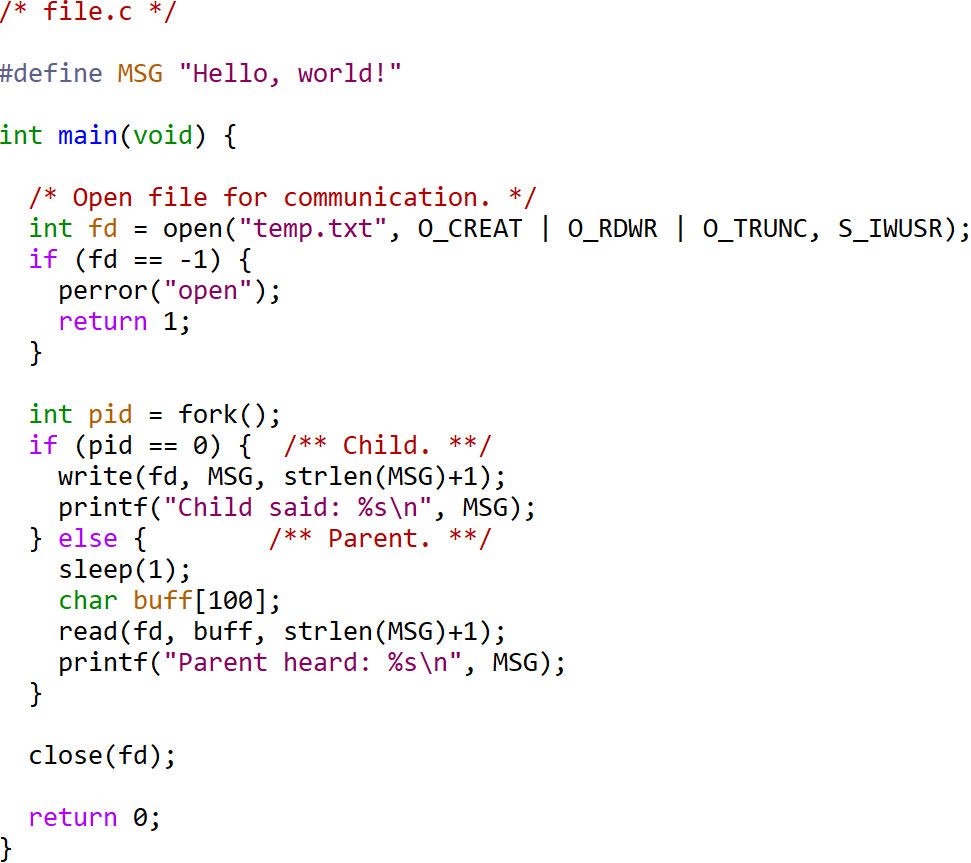 /* file.c */

#define MSG "Hello, world!"

int main(void) {

  /* Open file for communication. */
  int fd = open("temp.txt", O_CREAT | O_RDWR | O_TRUNC, S_IWUSR);
  if (fd == -1) {
    perror("open");
    return 1;
  }

  int pid = fork();
  if (pid == 0) {  /** Child. **/
    write(fd, MSG, strlen(MSG)+1);
    printf("Child said: %s\n", MSG);
  } else {        /** Parent. **/
    sleep(1);
    char buff[100];
    read(fd, buff, strlen(MSG)+1);
    printf("Parent heard: %s\n", MSG);
  }

  close(fd);

  return 0;
}